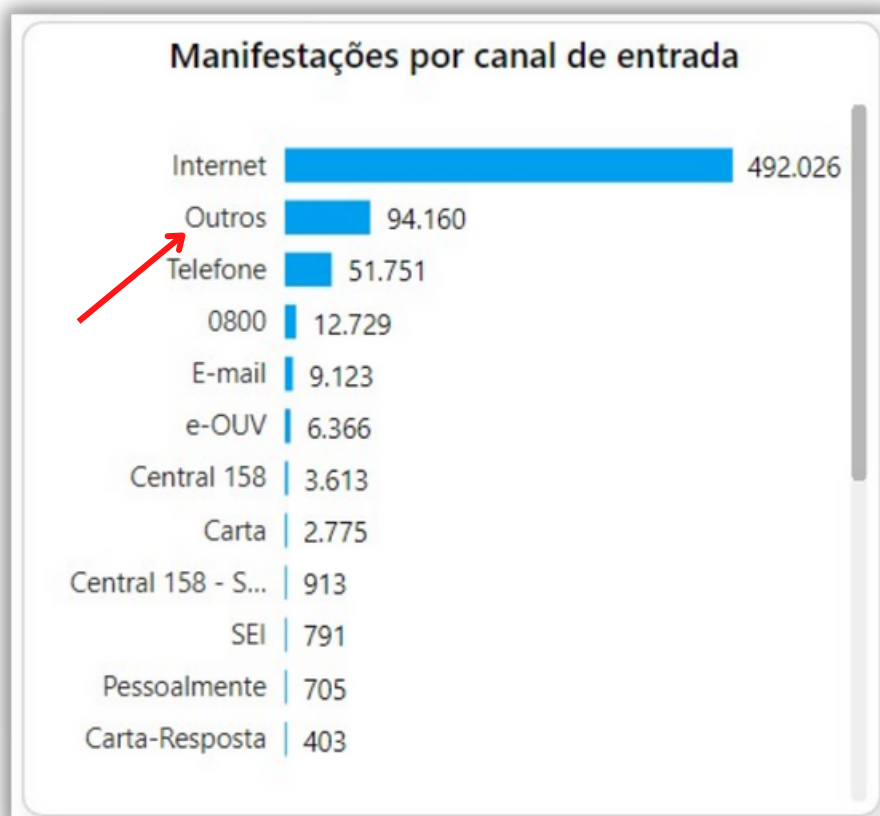 Manifestações por canal de entrada
Internet 492.026
Outros 94.160
Telefone 51.751
0800 12.729
E-mail 9.123
e-OUV 6.366
Central 158 3.613
Carta 2.775
Central 158 - S... 913
SEI 791
Pessoalmente 705
Carta-Resposta 403